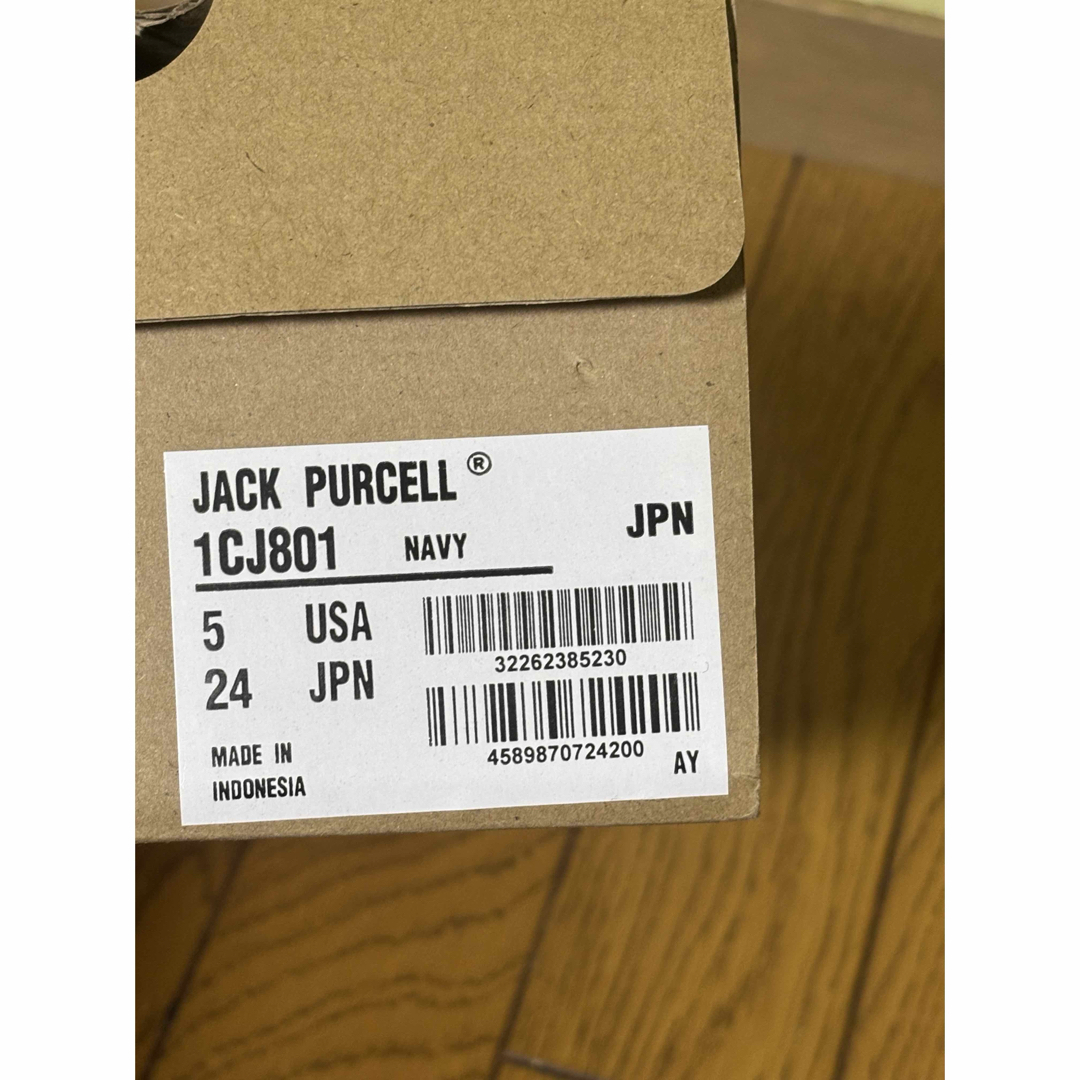 JACK PURCELL ®
1CJ801 NAVY JPN
5 USA
24 JPN
32262385230
4589870724200
MADE IN
INDONESIA
AY